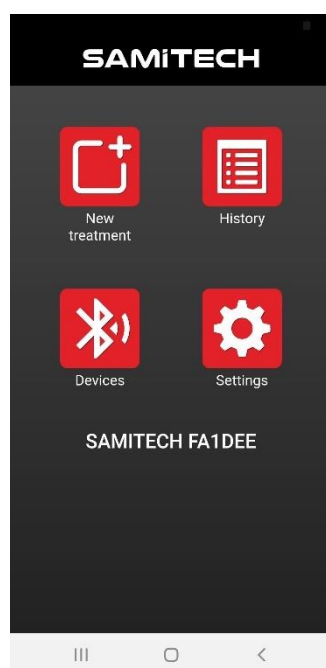 SAMiTECH
New
treatment
History
Devices
Settings
SAMITECH FA1DEE